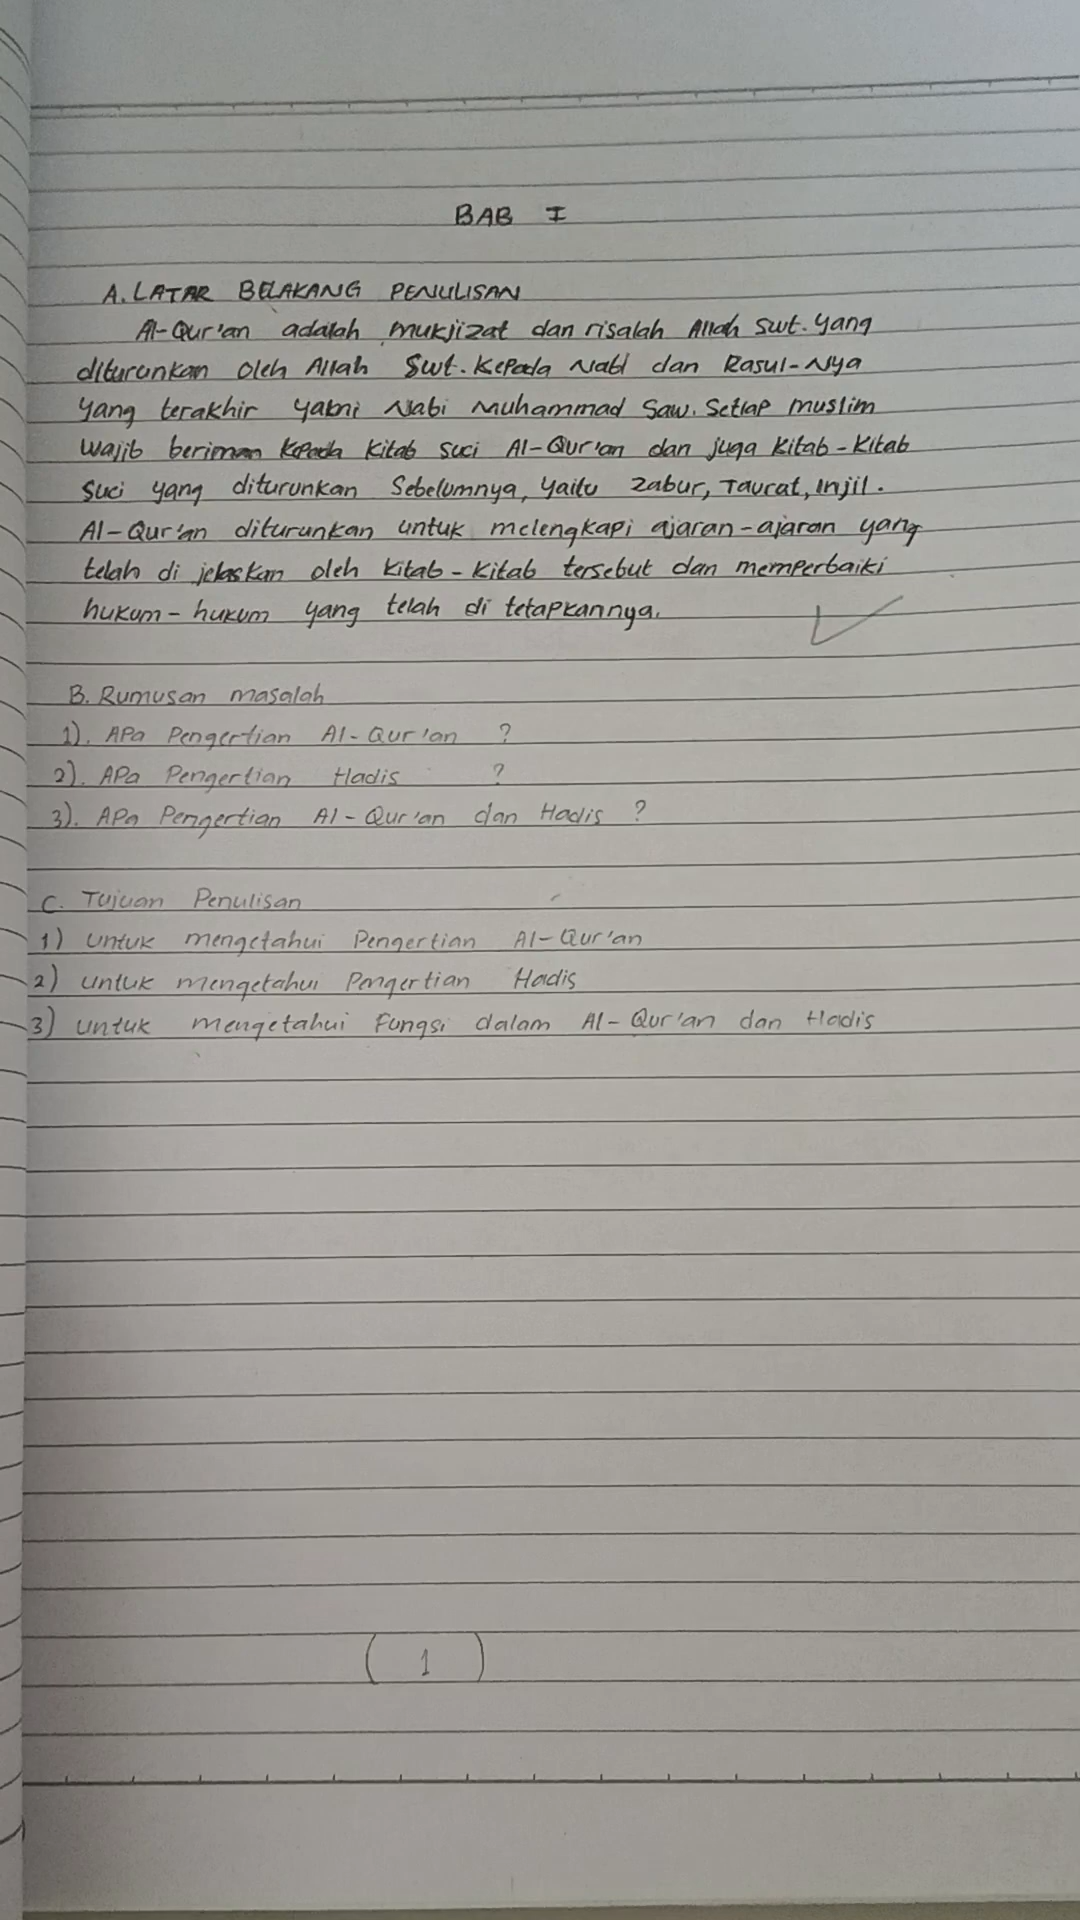 BAB I
A. LATAR BELAKANG PENULISAN
Al-Qur'an adalah mukjizat dan risalah Allah swt. yang
diturunkan oleh Allah Swt. Kepada Nabi dan Rasul-Nya
yang terakhir yakni Nabi Muhammad Saw. Setiap muslim
wajib beriman kepada kitab suci Al-Qur'an dan juga kitab-kitab
suci yang diturunkan Sebelumnya, yaitu zabur, Taurat, Injil.
Al-Qur'an diturunkan untuk melengkapi ajaran-ajaran yang
telah di jelaskan oleh kitab-kitab tersebut dan memperbaiki
hukum-hukum yang telah di tetapkannya.
B. Rumusan masalah
1). Apa Pengertian Al-Qur'an ?
2). Apa Pengertian Hadis ?
3). Apa Pengertian Al-Qur'an dan Hadis ?
C. Tujuan Penulisan
1) untuk mengetahui Pengertian Al-Qur'an
2) untuk mengetahui Pengertian Hadis
3) untuk mengetahui Fungsi dalam Al-Qur'an dan Hadis
( 1 )